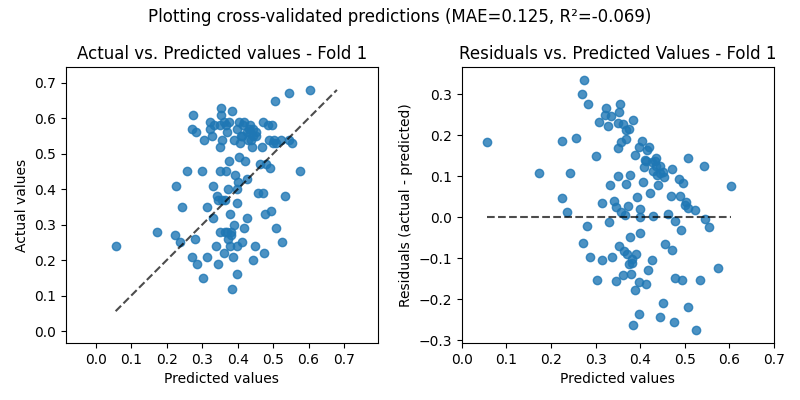 Plotting cross-validated predictions (MAE=0.125, R²=-0.069)
Actual vs. Predicted values - Fold 1
Actual values
0.7
0.6
0.5
0.4
0.3
0.2
0.1
0.0
0.0 0.1 0.2 0.3 0.4 0.5 0.6 0.7
Predicted values
Residuals vs. Predicted Values - Fold 1
Residuals (actual - predicted)
0.3
0.2
0.1
0.0
−0.1
−0.2
−0.3
0.0 0.1 0.2 0.3 0.4 0.5 0.6 0.7
Predicted values